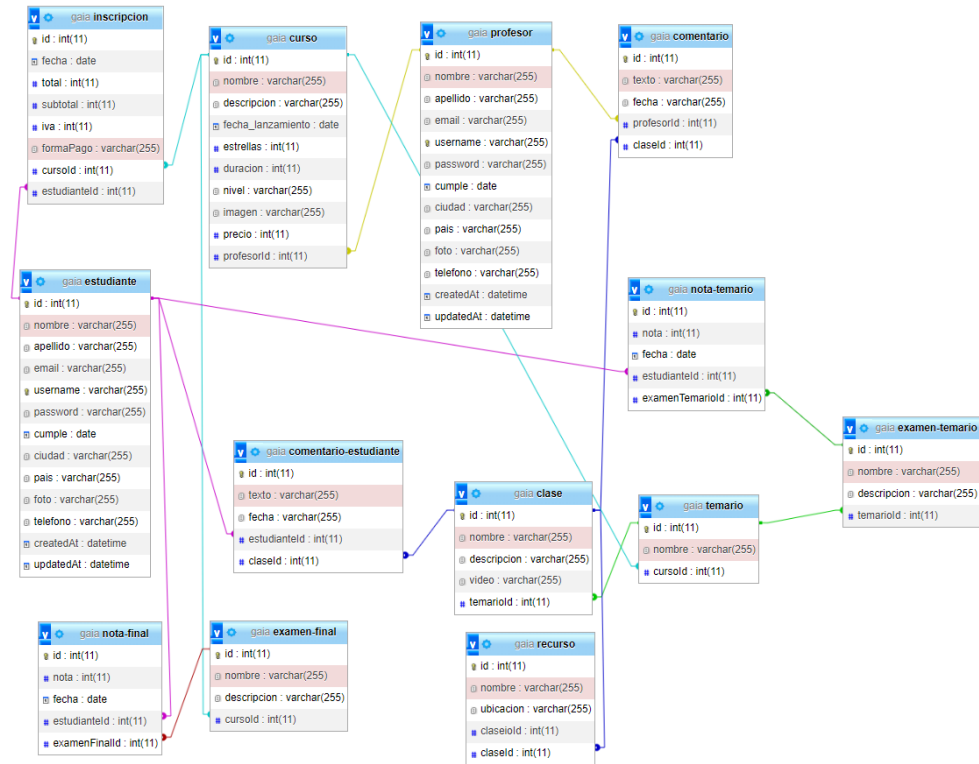 gaia inscripcion
id : int(11)
fecha : date
total : int(11)
subtotal : int(11)
iva : int(11)
formaPago : varchar(255)
cursoId : int(11)
estudianteId : int(11)
gaia curso
id : int(11)
nombre : varchar(255)
descripcion : varchar(255)
fecha_lanzamiento : date
estrellas : int(11)
duracion : int(11)
nivel : varchar(255)
imagen : varchar(255)
precio : int(11)
profesorId : int(11)
gaia profesor
id : int(11)
nombre : varchar(255)
apellido : varchar(255)
email : varchar(255)
username : varchar(255)
password : varchar(255)
cumple : date
ciudad : varchar(255)
pais : varchar(255)
foto : varchar(255)
telefono : varchar(255)
createdAt : datetime
updatedAt : datetime
gaia comentario
id : int(11)
texto : varchar(255)
fecha : varchar(255)
profesorId : int(11)
claseId : int(11)
gaia estudiante
id : int(11)
nombre : varchar(255)
apellido : varchar(255)
email : varchar(255)
username : varchar(255)
password : varchar(255)
cumple : date
ciudad : varchar(255)
pais : varchar(255)
foto : varchar(255)
telefono : varchar(255)
createdAt : datetime
updatedAt : datetime
gaia nota-temario
id : int(11)
nota : int(11)
fecha : date
estudianteId : int(11)
examenTemarioId : int(11)
gaia examen-temario
id : int(11)
nombre : varchar(255)
descripcion : varchar(255)
temarioId : int(11)
gaia comentario-estudiante
id : int(11)
texto : varchar(255)
fecha : varchar(255)
estudianteId : int(11)
claseId : int(11)
gaia clase
id : int(11)
nombre : varchar(255)
descripcion : varchar(255)
video : varchar(255)
temarioId : int(11)
gaia temario
id : int(11)
nombre : varchar(255)
cursoId : int(11)
gaia nota-final
id : int(11)
nota : int(11)
fecha : date
estudianteId : int(11)
examenFinalId : int(11)
gaia examen-final
id : int(11)
nombre : varchar(255)
descripcion : varchar(255)
cursoId : int(11)
gaia recurso
id : int(11)
nombre : varchar(255)
ubicacion : varchar(255)
claseioId : int(11)
claseId : int(11)